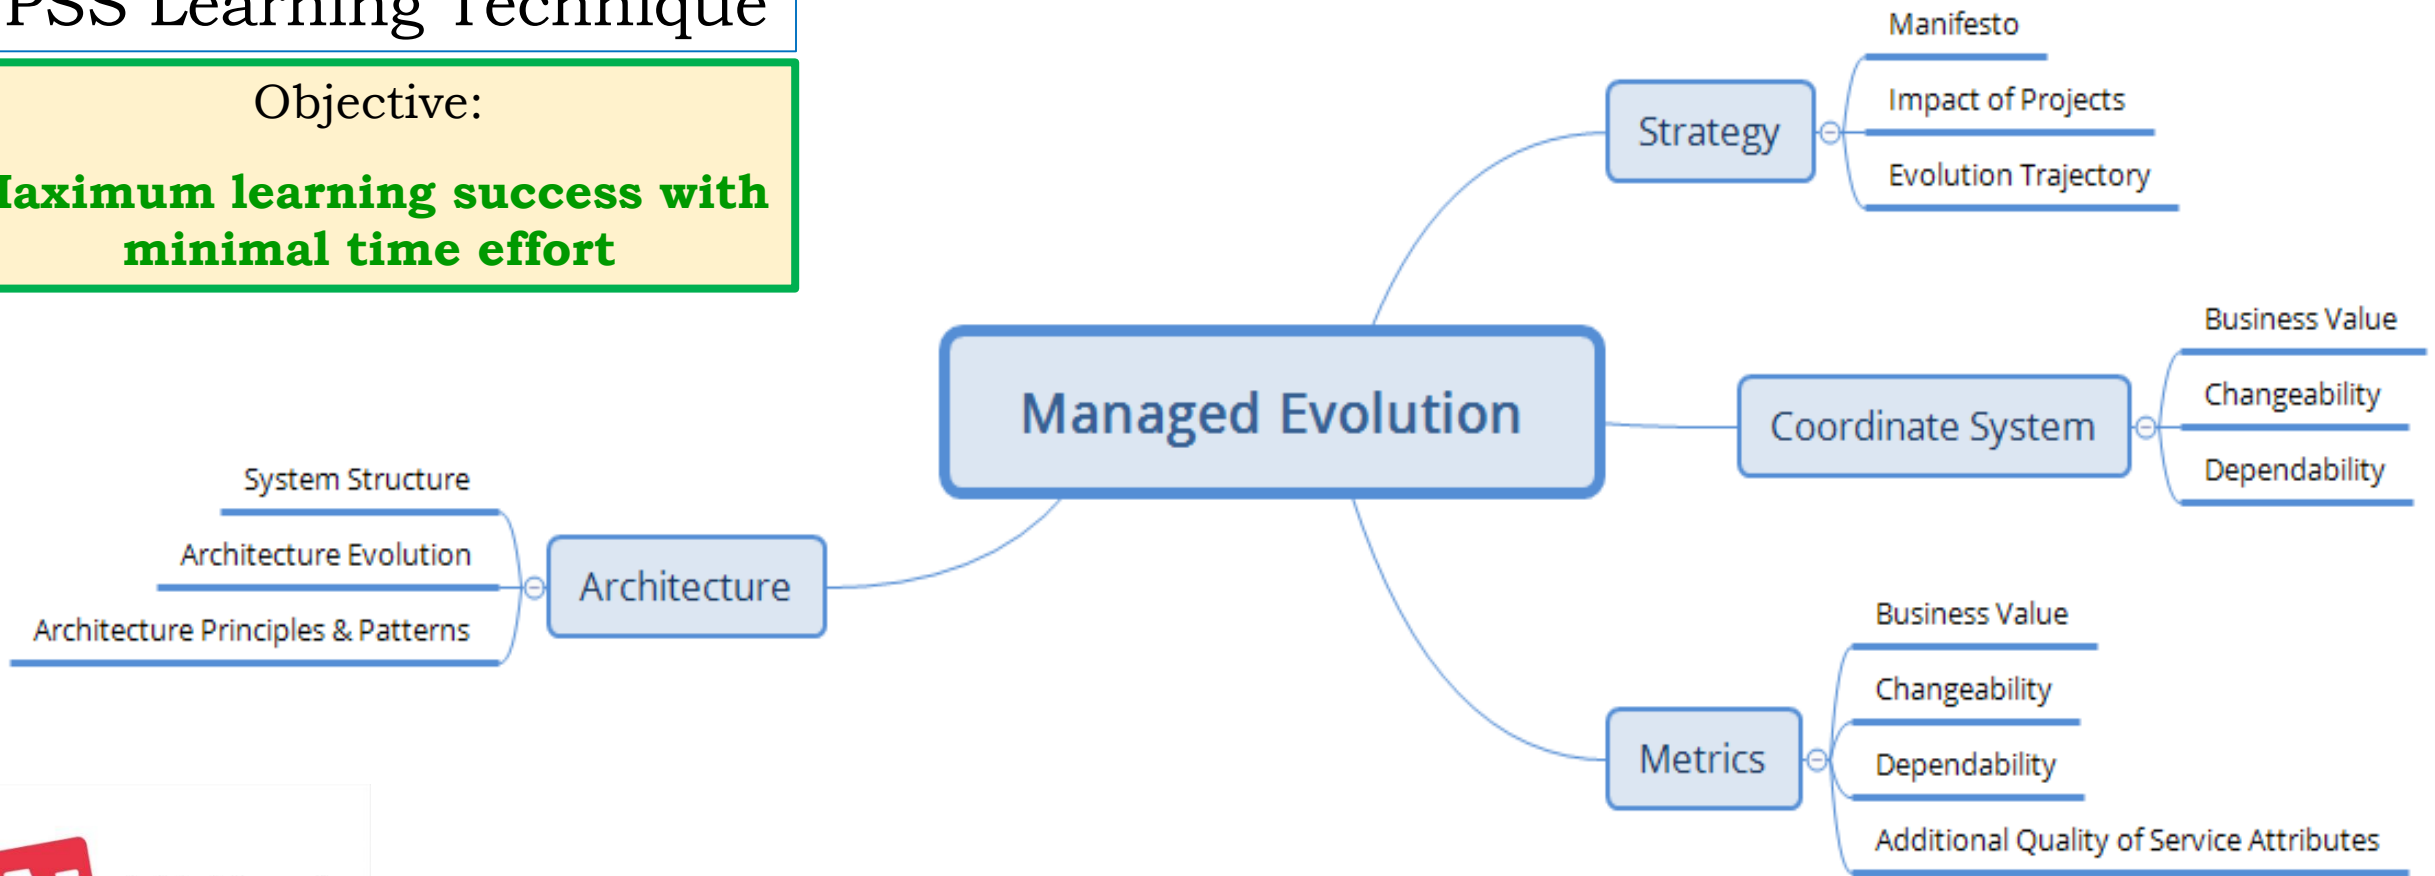 PSS Learning Technique
Objective:
Maximum learning success with
minimal time effort
Managed Evolution
Strategy
Manifesto
Impact of Projects
Evolution Trajectory
Coordinate System
Business Value
Changeability
Dependability
Metrics
Business Value
Changeability
Dependability
Additional Quality of Service Attributes
Architecture
System Structure
Architecture Evolution
Architecture Principles & Patterns